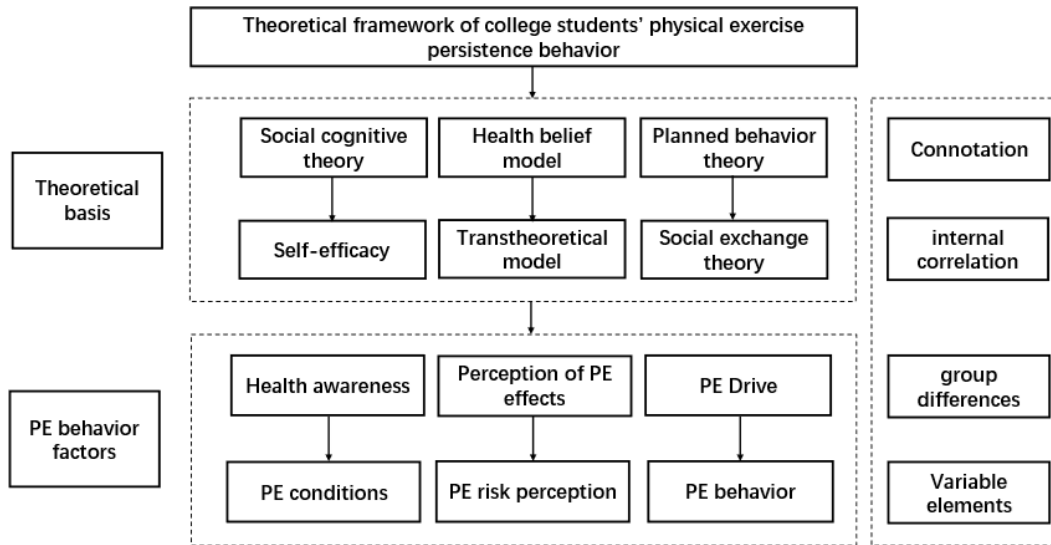 Theoretical framework of college students’ physical exercise
persistence behavior
Theoretical
basis
Social cognitive
theory
Health belief
model
Planned behavior
theory
Self-efficacy
Transtheoretical
model
Social exchange
theory
Connotation
internal
correlation
PE behavior
factors
Health awareness
Perception of PE
effects
PE Drive
PE conditions
PE risk perception
PE behavior
group
differences
Variable
elements